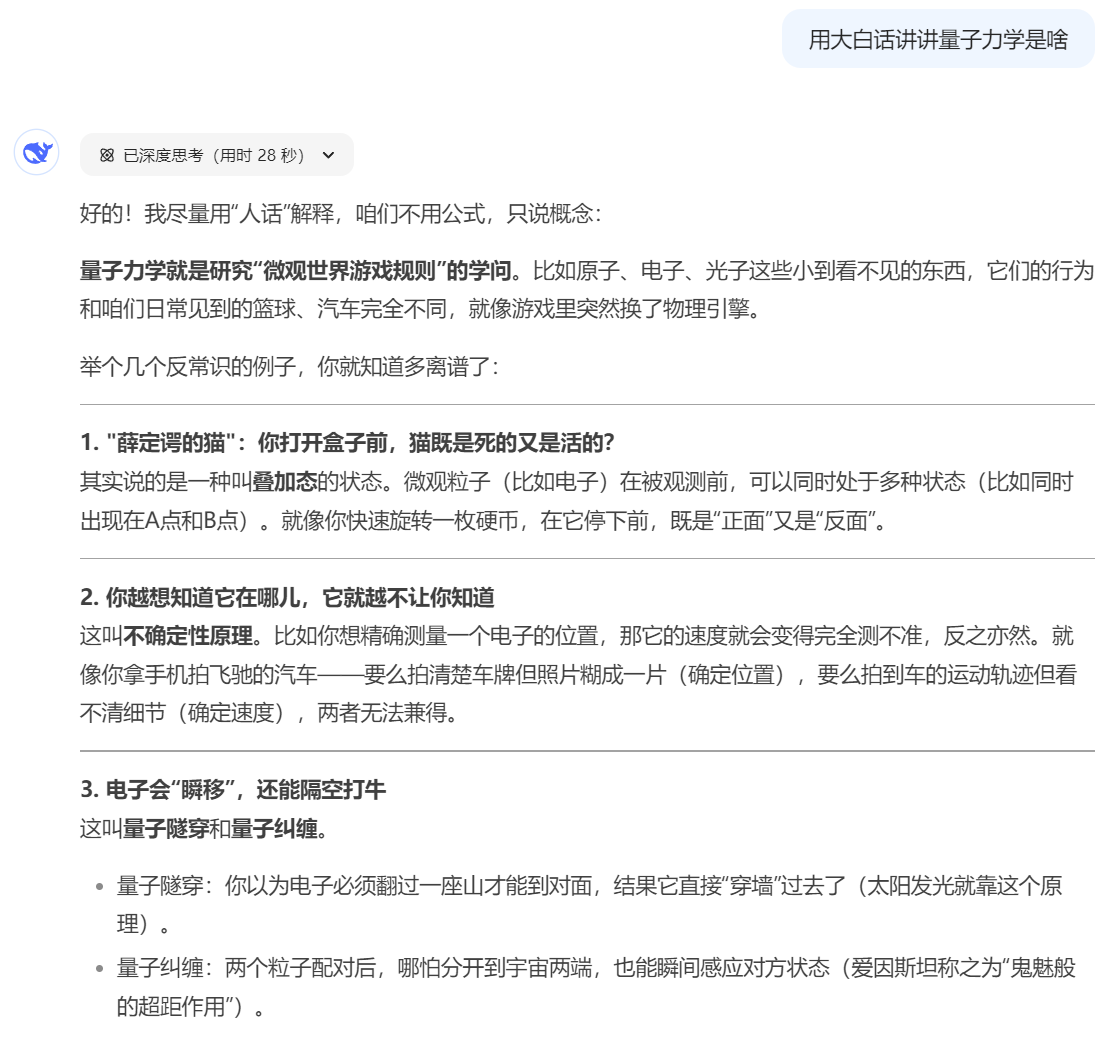 用大白话讲讲量子力学是啥
已深度思考（用时 28 秒）
好的！我尽量用“人话”解释，咱们不用公式，只说概念：
量子力学就是研究“微观世界游戏规则”的学问。比如原子、电子、光子这些小到看不见的东西，它们的行为
和咱们日常见到的篮球、汽车完全不同，就像游戏里突然换了物理引擎。
举个几个反常识的例子，你就知道多离谱了：
1. "薛定谔的猫"：你打开盒子前，猫既是死的又是活的？
其实说的是一种叫叠加态的状态。微观粒子（比如电子）在被观测前，可以同时处于多种状态（比如同时
出现在A点和B点）。就像你快速旋转一枚硬币，在它停下前，既是“正面”又是“反面”。
2. 你越想知道它在哪儿，它就越不让你知道
这叫不确定性原理。比如你想精确测量一个电子的位置，那它的速度就会变得完全测不准，反之亦然。就
像你拿手机拍飞驰的汽车——要么拍清楚车牌但照片糊成一片（确定位置），要么拍到车的运动轨迹但看
不清细节（确定速度），两者无法兼得。
3. 电子会“瞬移”，还能隔空打牛
这叫量子隧穿和量子纠缠。
量子隧穿：你以为电子必须翻过一座山才能到对面，结果它直接“穿墙”过去了（太阳发光就靠这个原
理）。
量子纠缠：两个粒子配对后，哪怕分开到宇宙两端，也能瞬间感应对方状态（爱因斯坦称之为“鬼魅般
的超距作用”）。